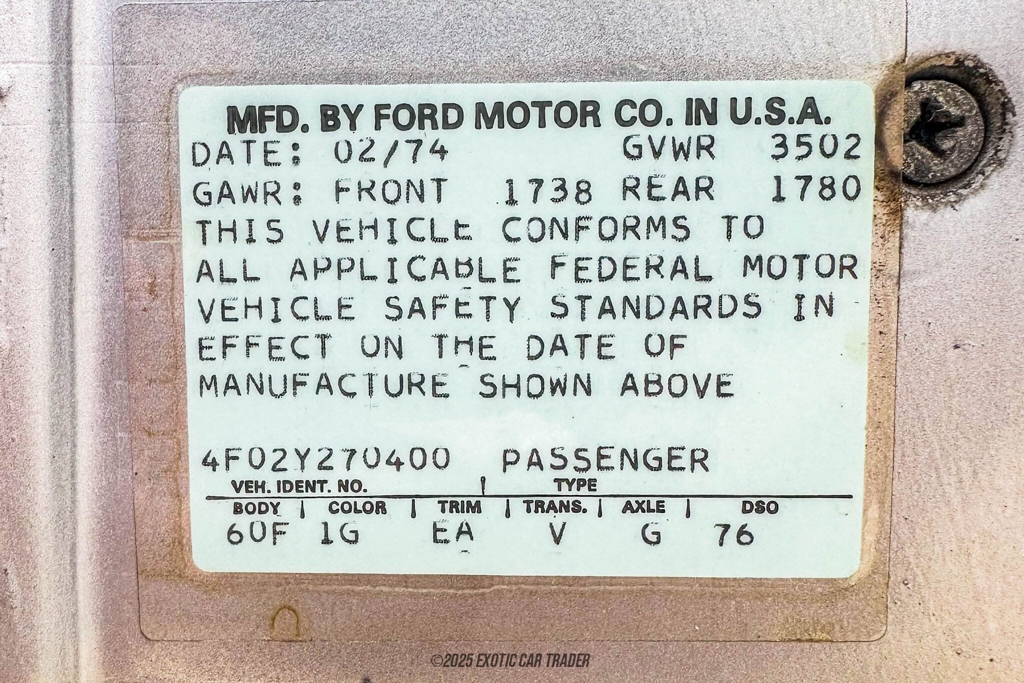 MFD. BY FORD MOTOR CO. IN U.S.A.
DATE: 02/74 GVWR 3502
GAWR: FRONT 1738 REAR 1780
THIS VEHICLE CONFORMS TO
ALL APPLICABLE FEDERAL MOTOR
VEHICLE SAFETY STANDARDS IN
EFFECT ON THE DATE OF
MANUFACTURE SHOWN ABOVE
4F02Y270400 PASSENGER
VEH. IDENT. NO. | TYPE
BODY | COLOR | TRIM | TRANS. | AXLE | DSO
60F 1G EA V G 76
©2025 EXOTIC CAR TRADER